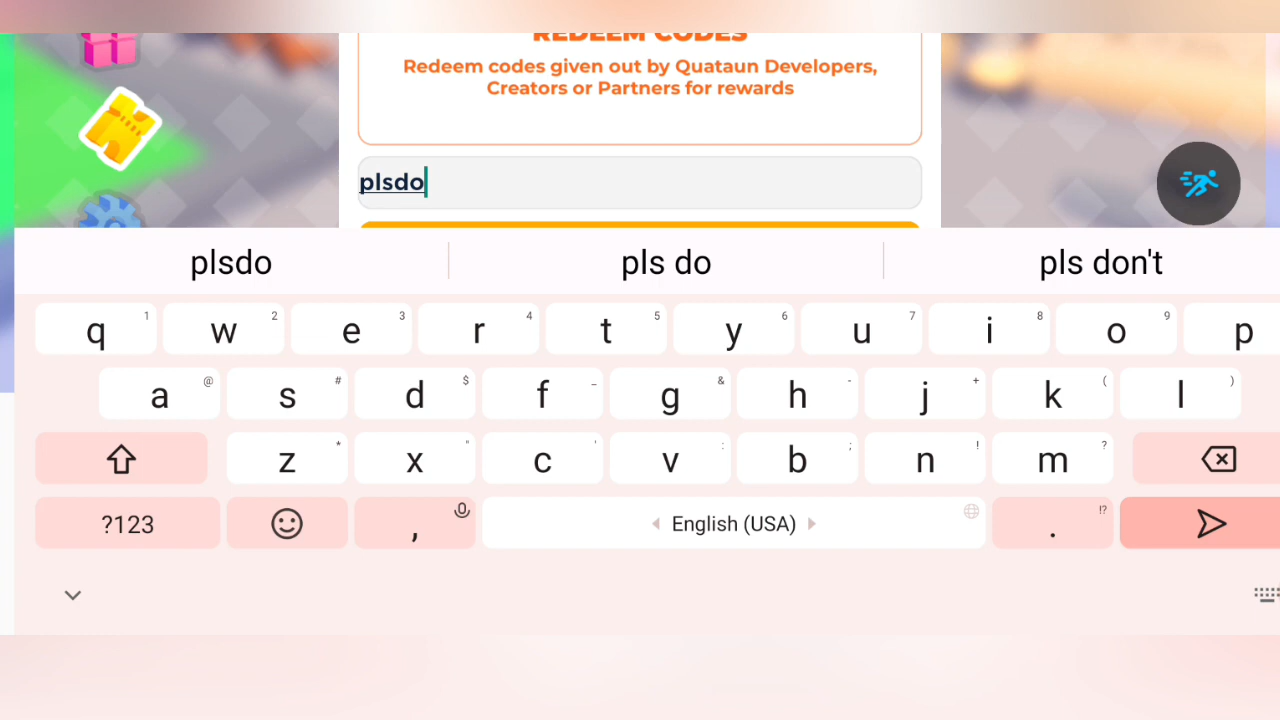 REDEEM CODES
Redeem codes given out by Quataun Developers,
Creators or Partners for rewards
plsdo
plsdo pls do pls don't
q 1 w 2 e 3 r 4 t 5 y 6 u 7 i 8 o 9 p
a @ s # d $ f _ g & h - j + k ( l )
z * x " c ' v : b ; n ! m ?
?123 , English (USA) . !?